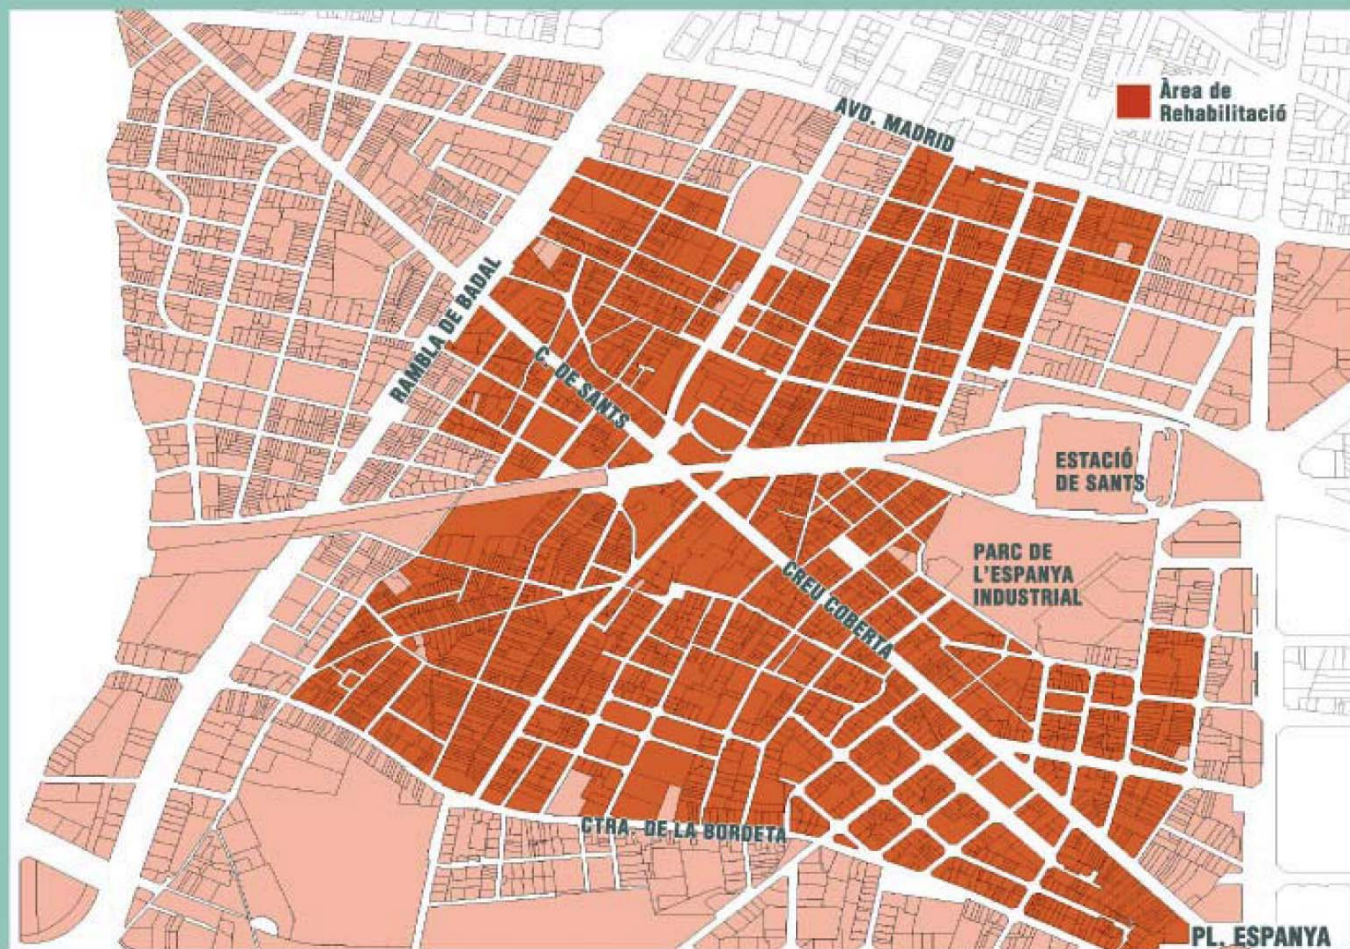 Àrea de
Rehabilitació
AVD. MADRID
RAMBLA DE BADAL
C. DE SANTS
ESTACIÓ
DE SANTS
PARC DE
L'ESPANYA
INDUSTRIAL
CREU COBERTA
CTRA. DE LA BORDETA
PL. ESPANYA